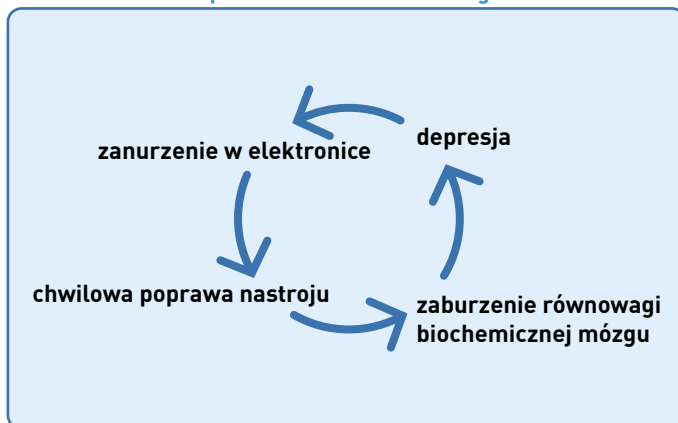 depresja
zanurzenie w elektronice
chwilowa poprawa nastroju
zaburzenie równowagi
biochemicznej mózgu